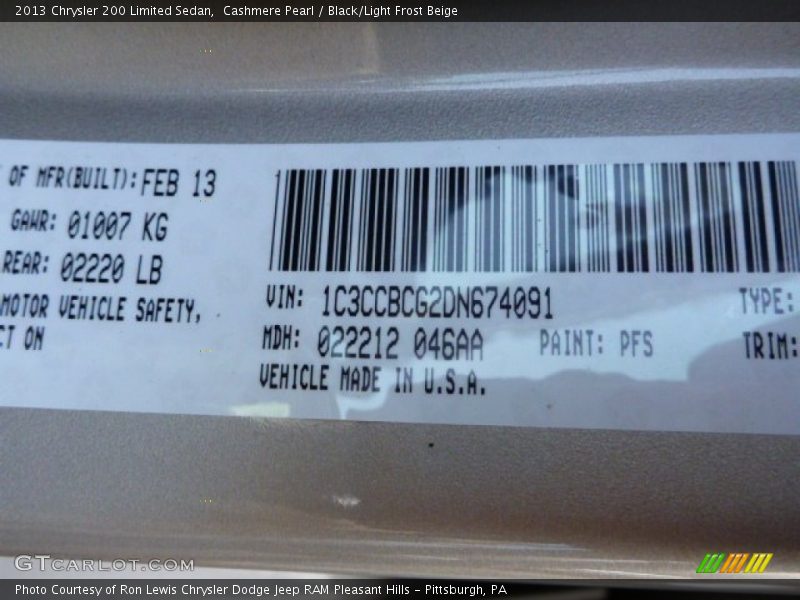 2013 Chrysler 200 Limited Sedan,  Cashmere Pearl / Black/Light Frost Beige
OF MFR(BUILT): FEB 13
GAWR: 01007 KG
REAR: 02220 LB
MOTOR VEHICLE SAFETY,
CT ON
VIN: 1C3CCBCG2DN674091
TYPE:
MDH: 022212 046AA
PAINT: PFS
TRIM:
VEHICLE MADE IN U.S.A.
GTCARLOT.COM
Photo Courtesy of Ron Lewis Chrysler Dodge Jeep RAM Pleasant Hills - Pittsburgh, PA